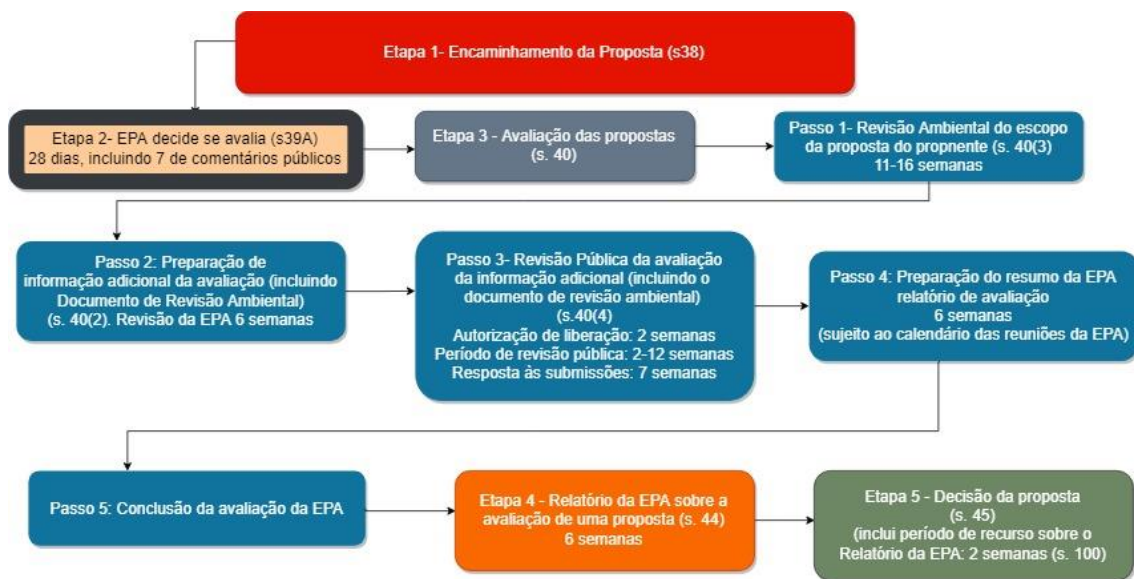 Etapa 1- Encaminhamento da Proposta (s38)
Etapa 2- EPA decide se avalia (s39A)
28 dias, incluindo 7 de comentários públicos
Etapa 3 - Avaliação das propostas
(s. 40)
Passo 1- Revisão Ambiental do escopo
da proposta do propnente (s. 40(3)
11-16 semanas
Passo 2: Preparação de
informação adicional da avaliação (incluindo
Documento de Revisão Ambiental)
(s. 40(2). Revisão da EPA 6 semanas
Passo 3- Revisão Pública da avaliação
da informação adicional (incluindo o
documento de revisão ambiental)
(s.40(4)
Autorização de liberação: 2 semanas
Período de revisão pública: 2-12 semanas
Resposta às submissões: 7 semanas
Passo 4: Preparação do resumo da EPA
relatório de avaliação
6 semanas
(sujeito ao calendário das reuniões da EPA)
Passo 5: Conclusão da avaliação da EPA
Etapa 4 - Relatório da EPA sobre a
avaliação de uma proposta (s. 44)
6 semanas
Etapa 5 - Decisão da proposta
(s. 45)
(inclui período de recurso sobre o
Relatório da EPA: 2 semanas (s. 100)